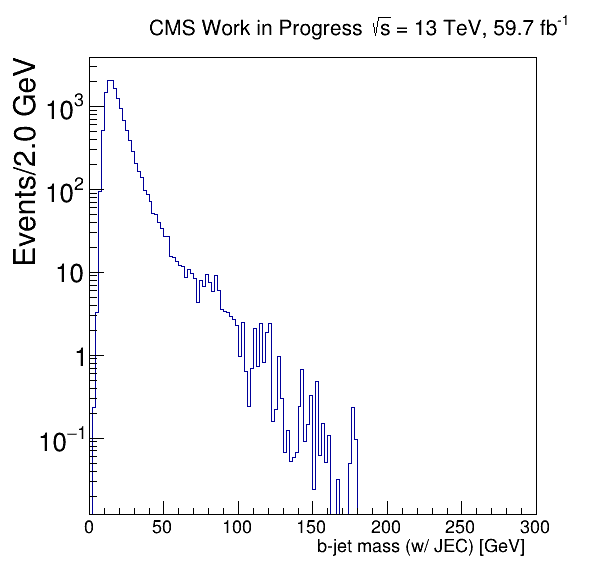 CMS Work in Progress √s = 13 TeV, 59.7 fb⁻¹
Events/2.0 GeV
10³
10²
10
1
10⁻¹
0 50 100 150 200 250 300
b-jet mass (w/ JEC) [GeV]